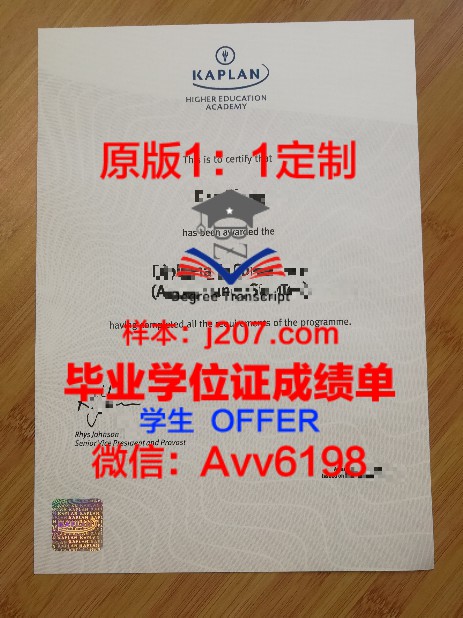 KAPLAN
HIGHER EDUCATION
ACADEMY
This is to certify that
原版1：1定制
has been awarded the
Degree Transcript
having completed all the requirements of the programme.
样本：j207.com
毕业学位证成绩单
学生 OFFER
Rhys Johnson
Senior Vice President and Provost
微信：Avv6198
KAPLAN